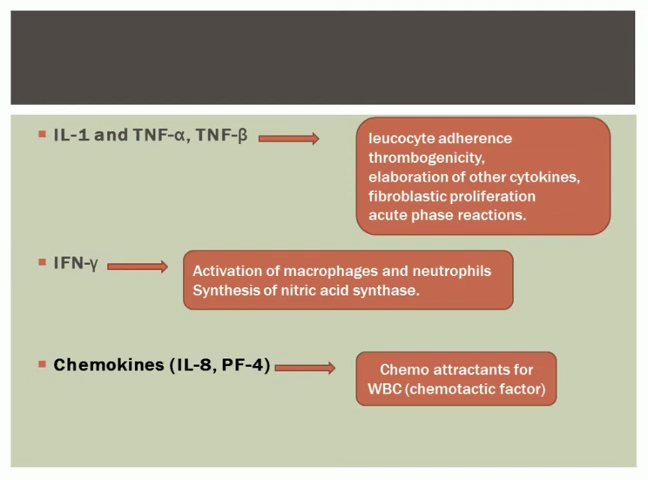 IL-1 and TNF-α, TNF-β
leucocyte adherence
thrombogenicity,
elaboration of other cytokines,
fibroblastic proliferation
acute phase reactions.
IFN-γ
Activation of macrophages and neutrophils
Synthesis of nitric acid synthase.
Chemokines (IL-8, PF-4)
Chemo attractants for
WBC (chemotactic factor)